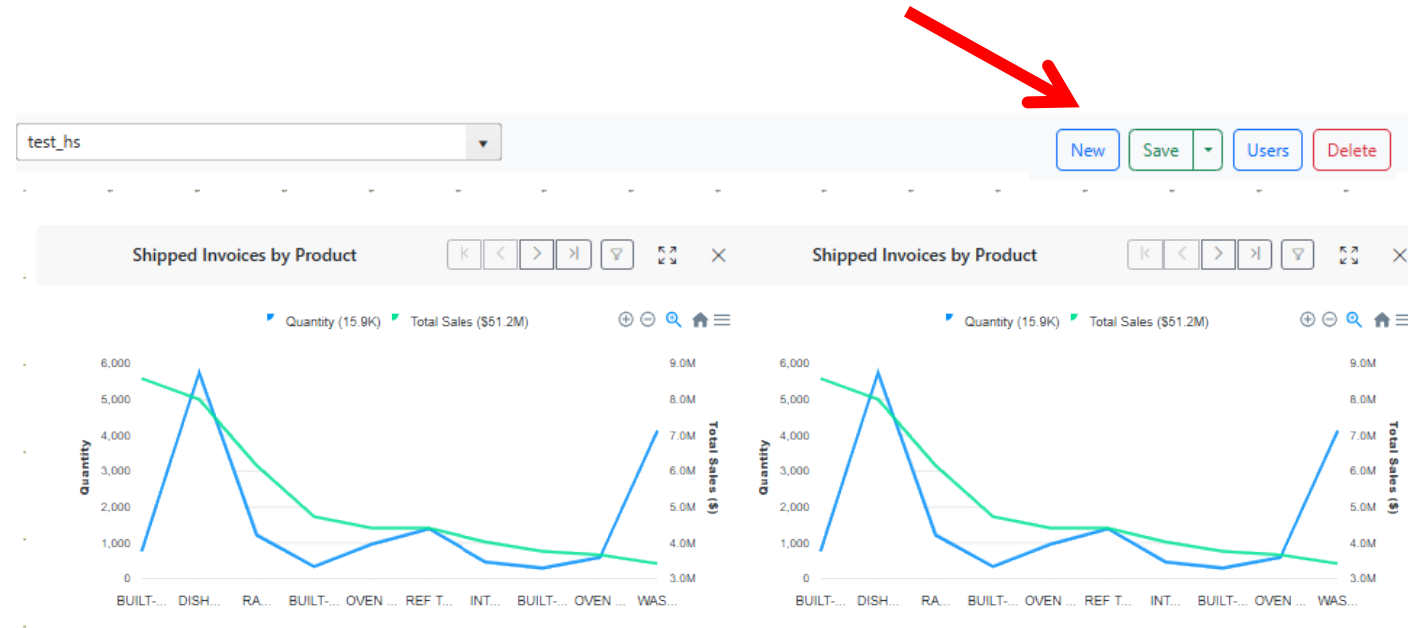 test_hs
New Save Users Delete
Shipped Invoices by Product
Quantity (15.9K) Total Sales ($51.2M)
6,000
5,000
4,000
3,000
2,000
1,000
0
Quantity
9.0M
8.0M
7.0M
6.0M
5.0M
4.0M
3.0M
Total Sales ($)
BUILT-... DISH... RA... BUILT-... OVEN ... REF T... INT... BUILT-... OVEN ... WAS...
Shipped Invoices by Product
Quantity (15.9K) Total Sales ($51.2M)
6,000
5,000
4,000
3,000
2,000
1,000
0
Quantity
9.0M
8.0M
7.0M
6.0M
5.0M
4.0M
3.0M
Total Sales ($)
BUILT-... DISH... RA... BUILT-... OVEN ... REF T... INT... BUILT-... OVEN ... WAS...